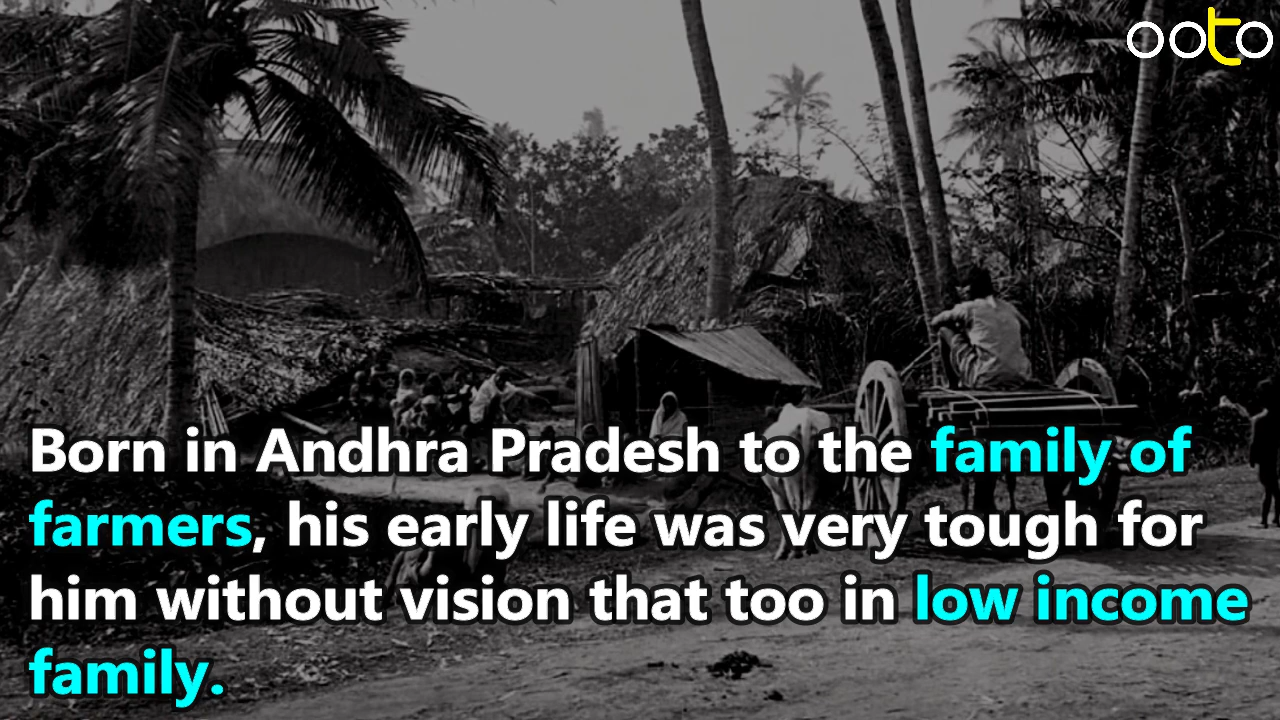 ooto
Born in Andhra Pradesh to the family of
farmers, his early life was very tough for
him without vision that too in low income
family.